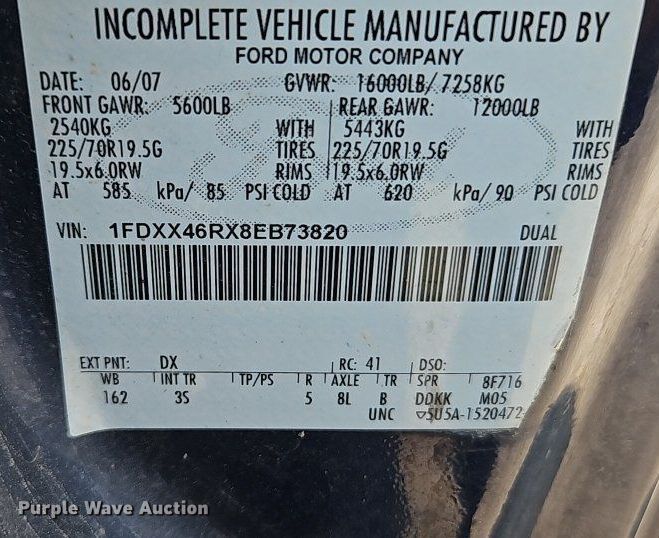 INCOMPLETE VEHICLE MANUFACTURED BY
FORD MOTOR COMPANY
DATE: 06/07 GVWR: 16000LB/ 7258KG
FRONT GAWR: 5600LB REAR GAWR: 12000LB
2540KG WITH 5443KG WITH
225/70R19.5G TIRES 225/70R19.5G TIRES
19.5x6.0RW RIMS 19.5x6.0RW RIMS
AT 585 kPa/ 85 PSI COLD AT 620 kPa/ 90 PSI COLD
VIN: 1FDXX46RX8EB73820 DUAL
EXT PNT: DX RC: 41 DSO:
WB INT TR TP/PS R AXLE TR SPR 8F716
162 3S 5 8L B DDKK M05
UNC ▽5U5A-1520472
Purple Wave Auction